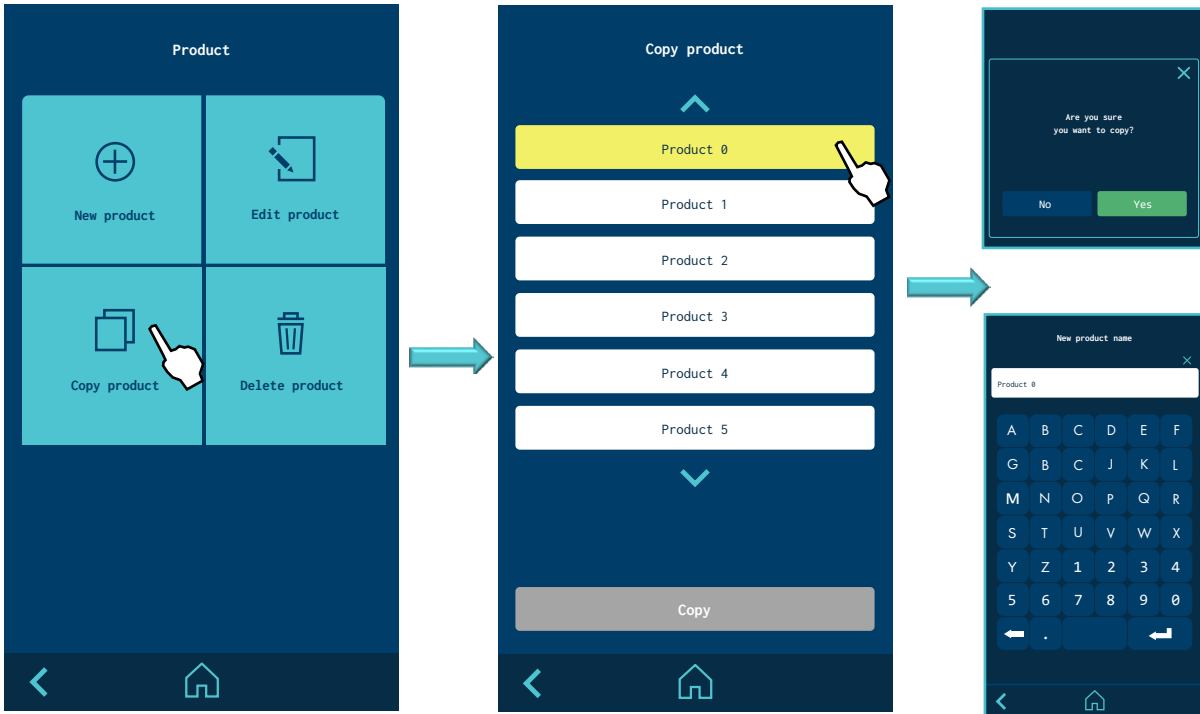 Product
New product
Edit product
Copy product
Delete product
Copy product
Product 0
Product 1
Product 2
Product 3
Product 4
Product 5
Copy
Are you sure
you want to copy?
No
Yes
New product name
Product 0
A B C D E F
G B C J K L
M N O P Q R
S T U V W X
Y Z 1 2 3 4
5 6 7 8 9 0
.